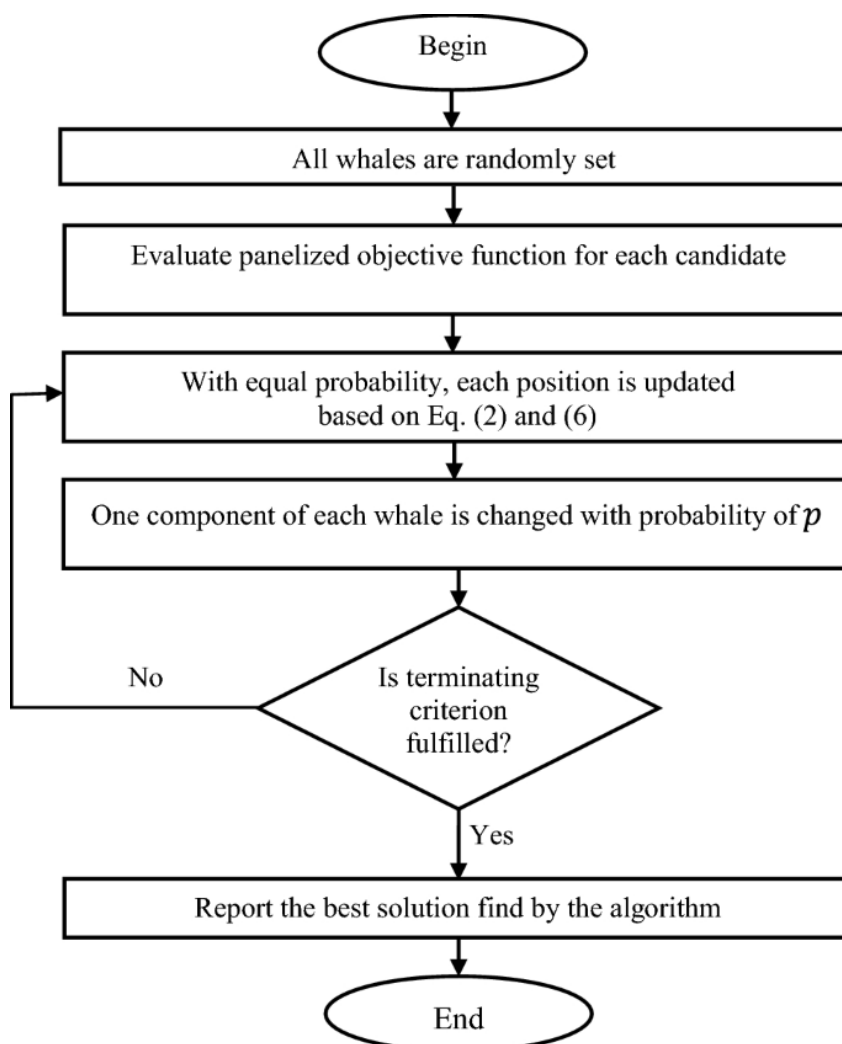 Begin
All whales are randomly set
Evaluate panelized objective function for each candidate
With equal probability, each position is updated
based on Eq. (2) and (6)
One component of each whale is changed with probability of p
No
Is terminating
criterion
fulfilled?
Yes
Report the best solution find by the algorithm
End